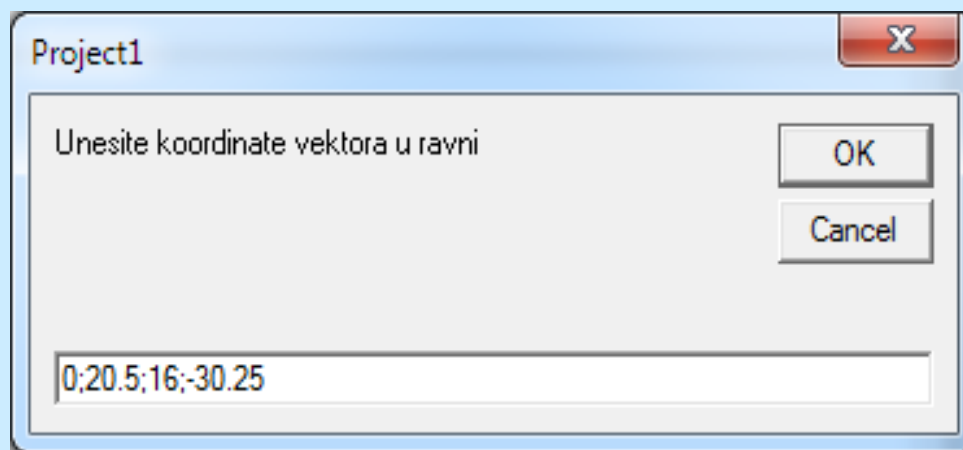 Project1
Unesite koordinate vektora u ravni
OK
Cancel
0;20.5;16;-30.25